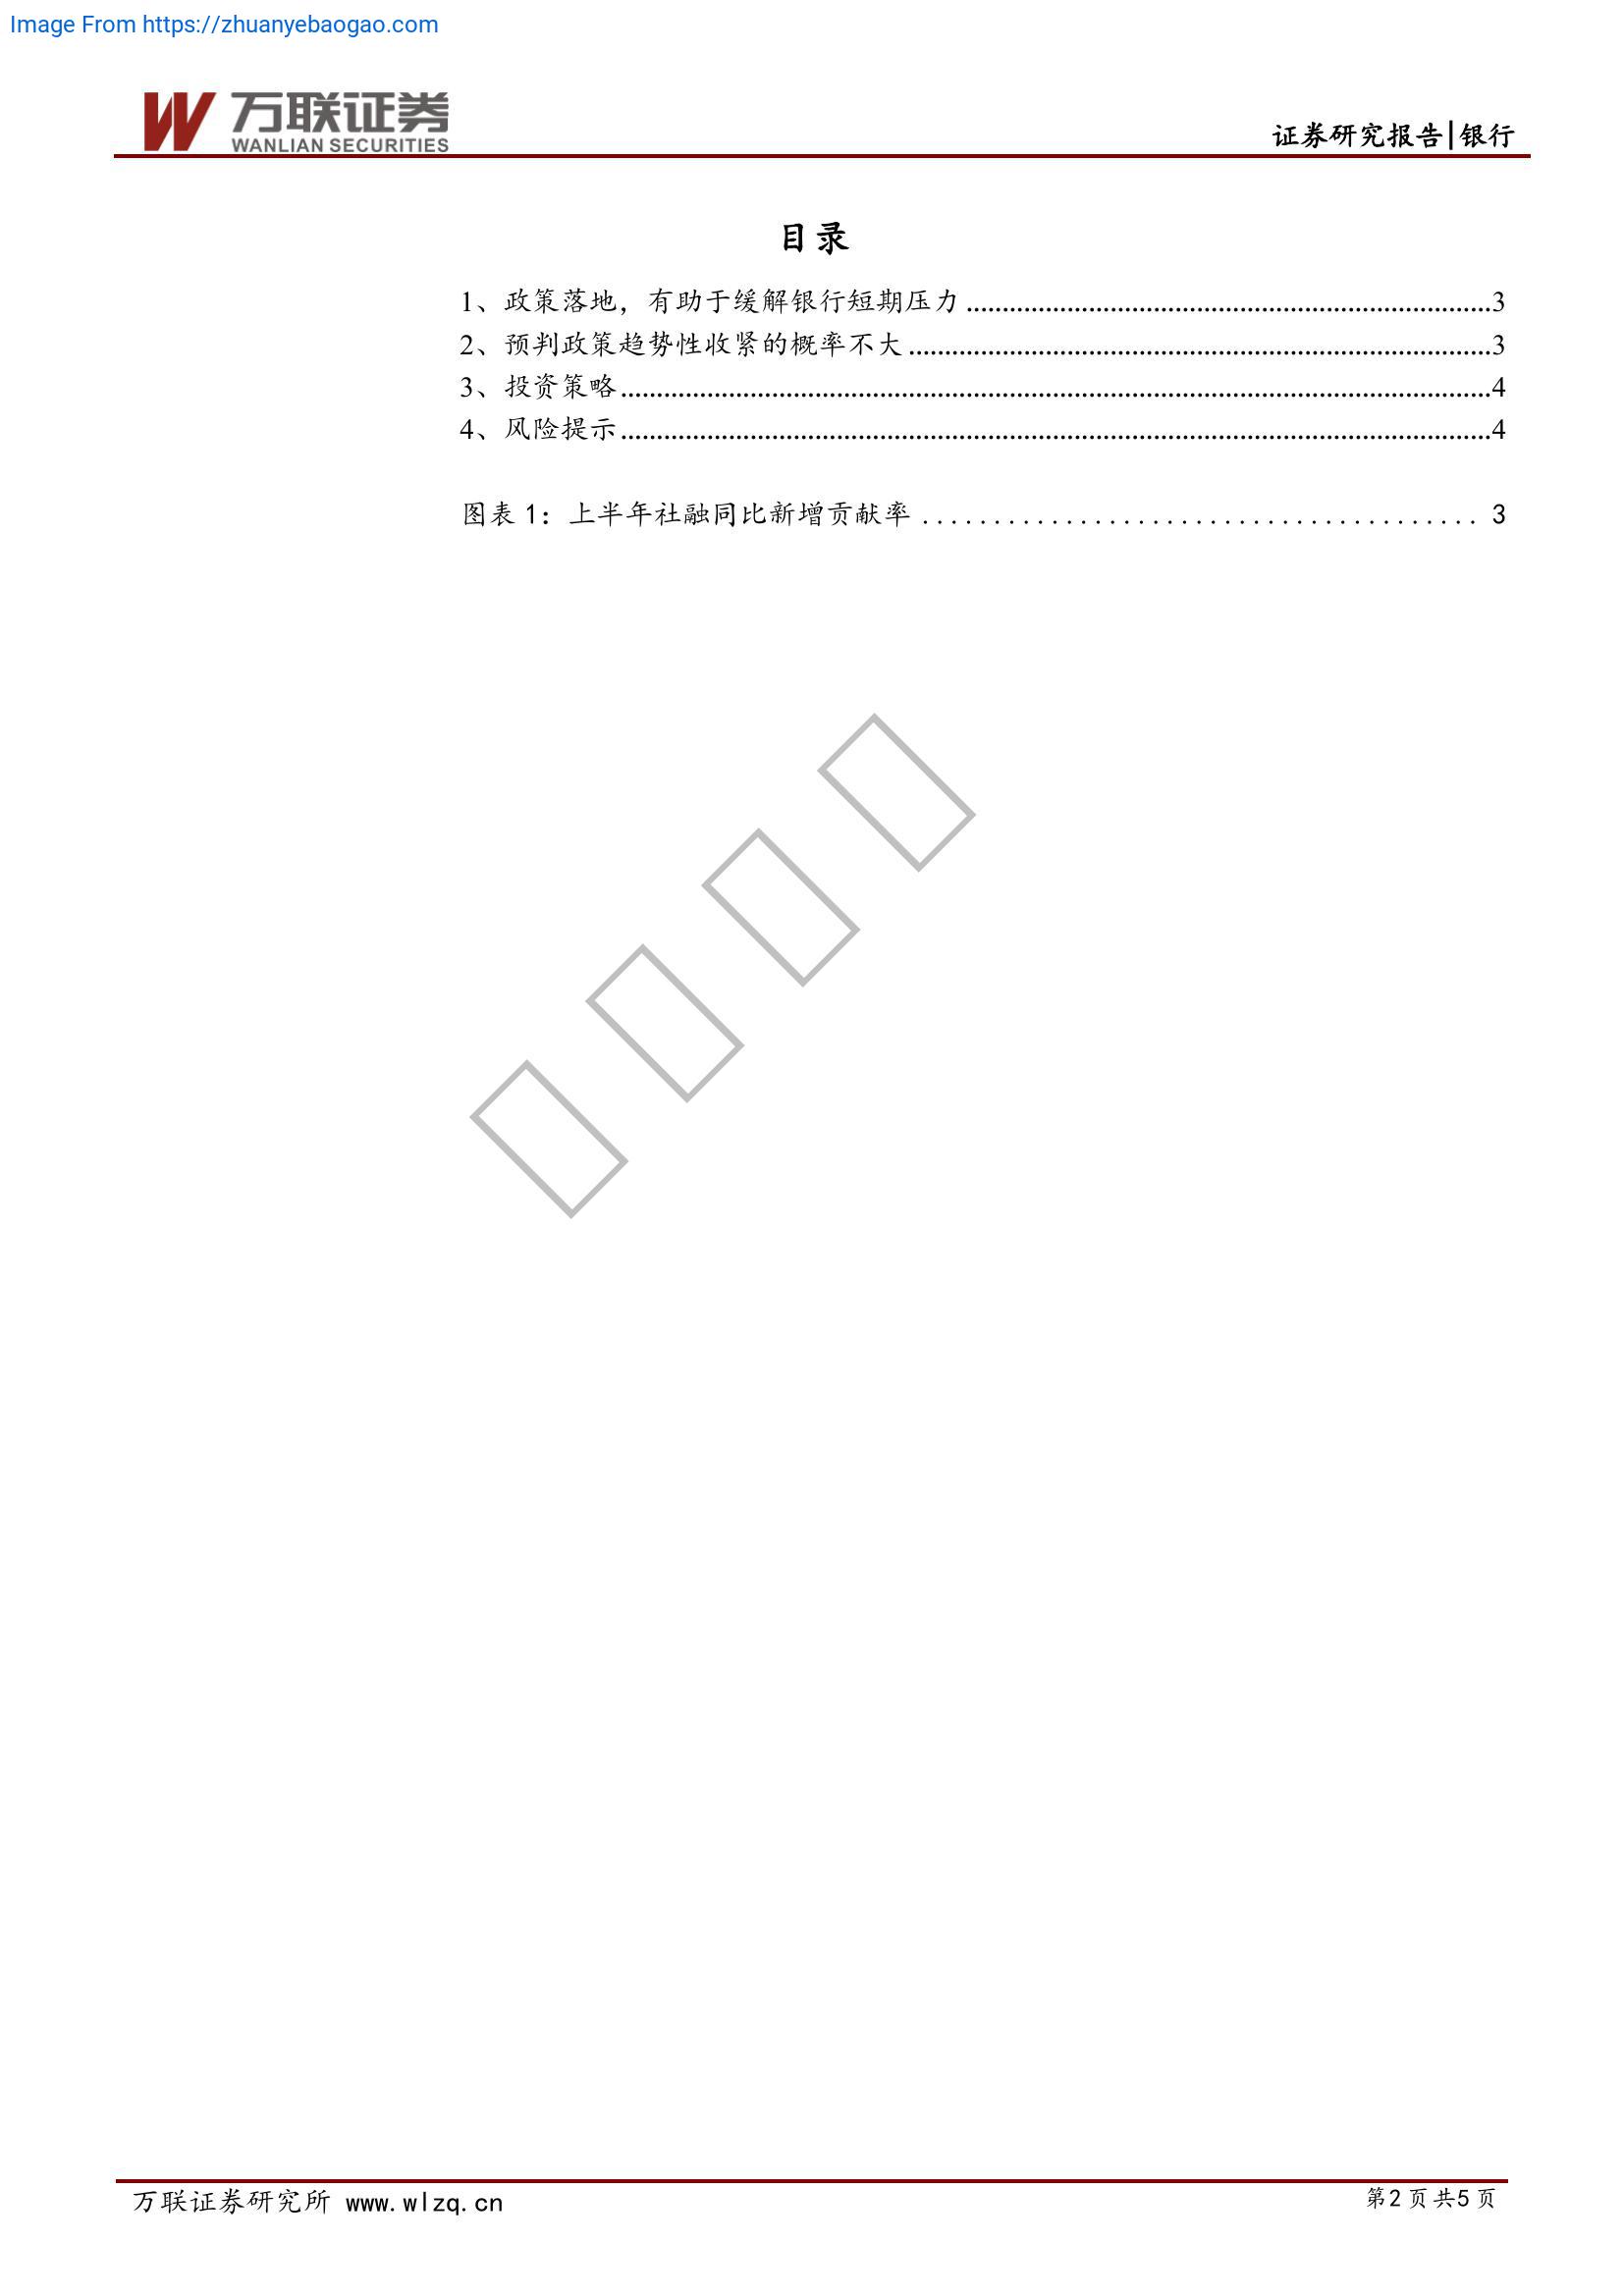 Image From https://zhuanyebaogao.com
万联证券
WANLIAN SECURITIES
证券研究报告|银行
目录
1、政策落地，有助于缓解银行短期压力 ........................................................................ 3
2、预判政策趋势性收紧的概率不大 ................................................................................ 3
3、投资策略 ........................................................................................................................ 4
4、风险提示 ........................................................................................................................ 4
图表 1：上半年社融同比新增贡献率 ....................................... 3
万联证券研究所 www.wlzq.cn
第2页共5页